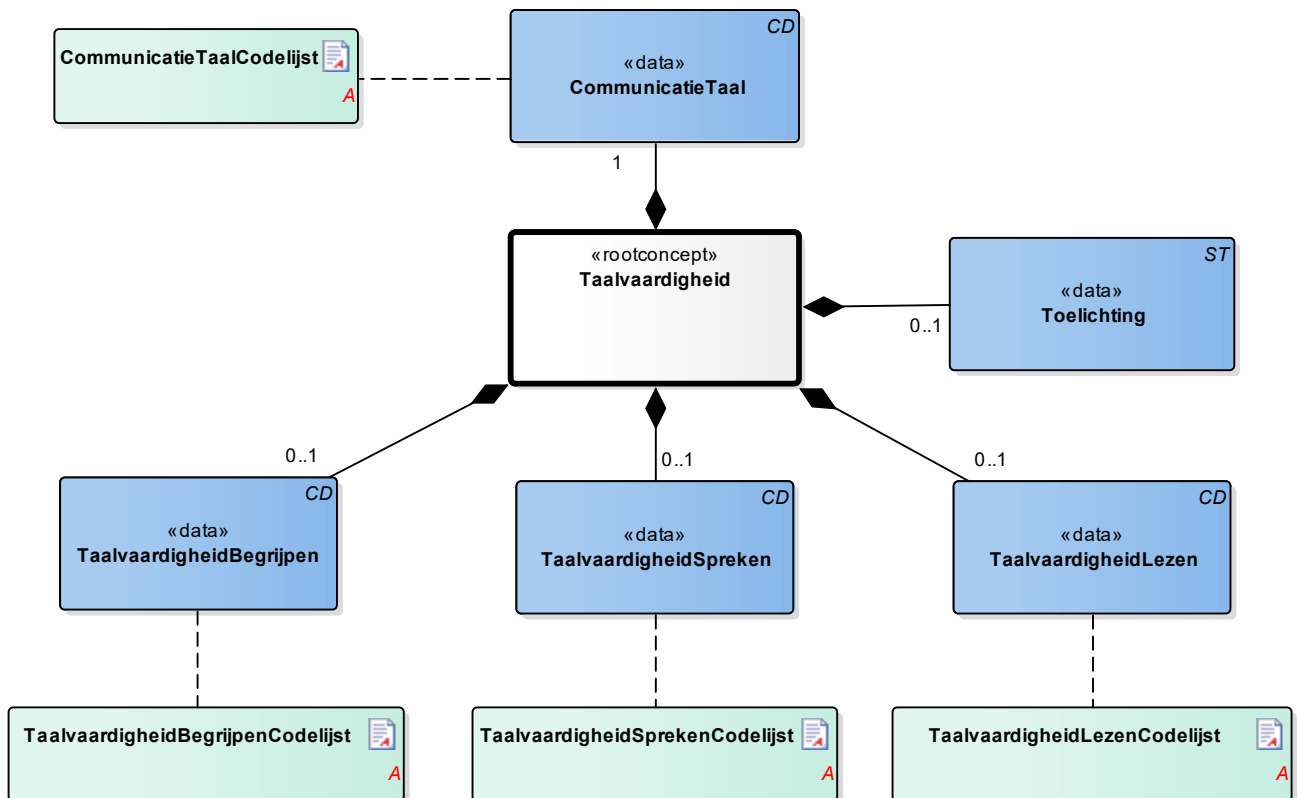 CD
CommunicatieTaalCodelijst
A
«data»
CommunicatieTaal
1
«rootconcept»
Taalvaardigheid
ST
«data»
Toelichting
0..1
0..1
0..1
0..1
CD
«data»
TaalvaardigheidBegrijpen
CD
«data»
TaalvaardigheidSpreken
CD
«data»
TaalvaardigheidLezen
TaalvaardigheidBegrijpenCodelijst
A
TaalvaardigheidSprekenCodelijst
A
TaalvaardigheidLezenCodelijst
A